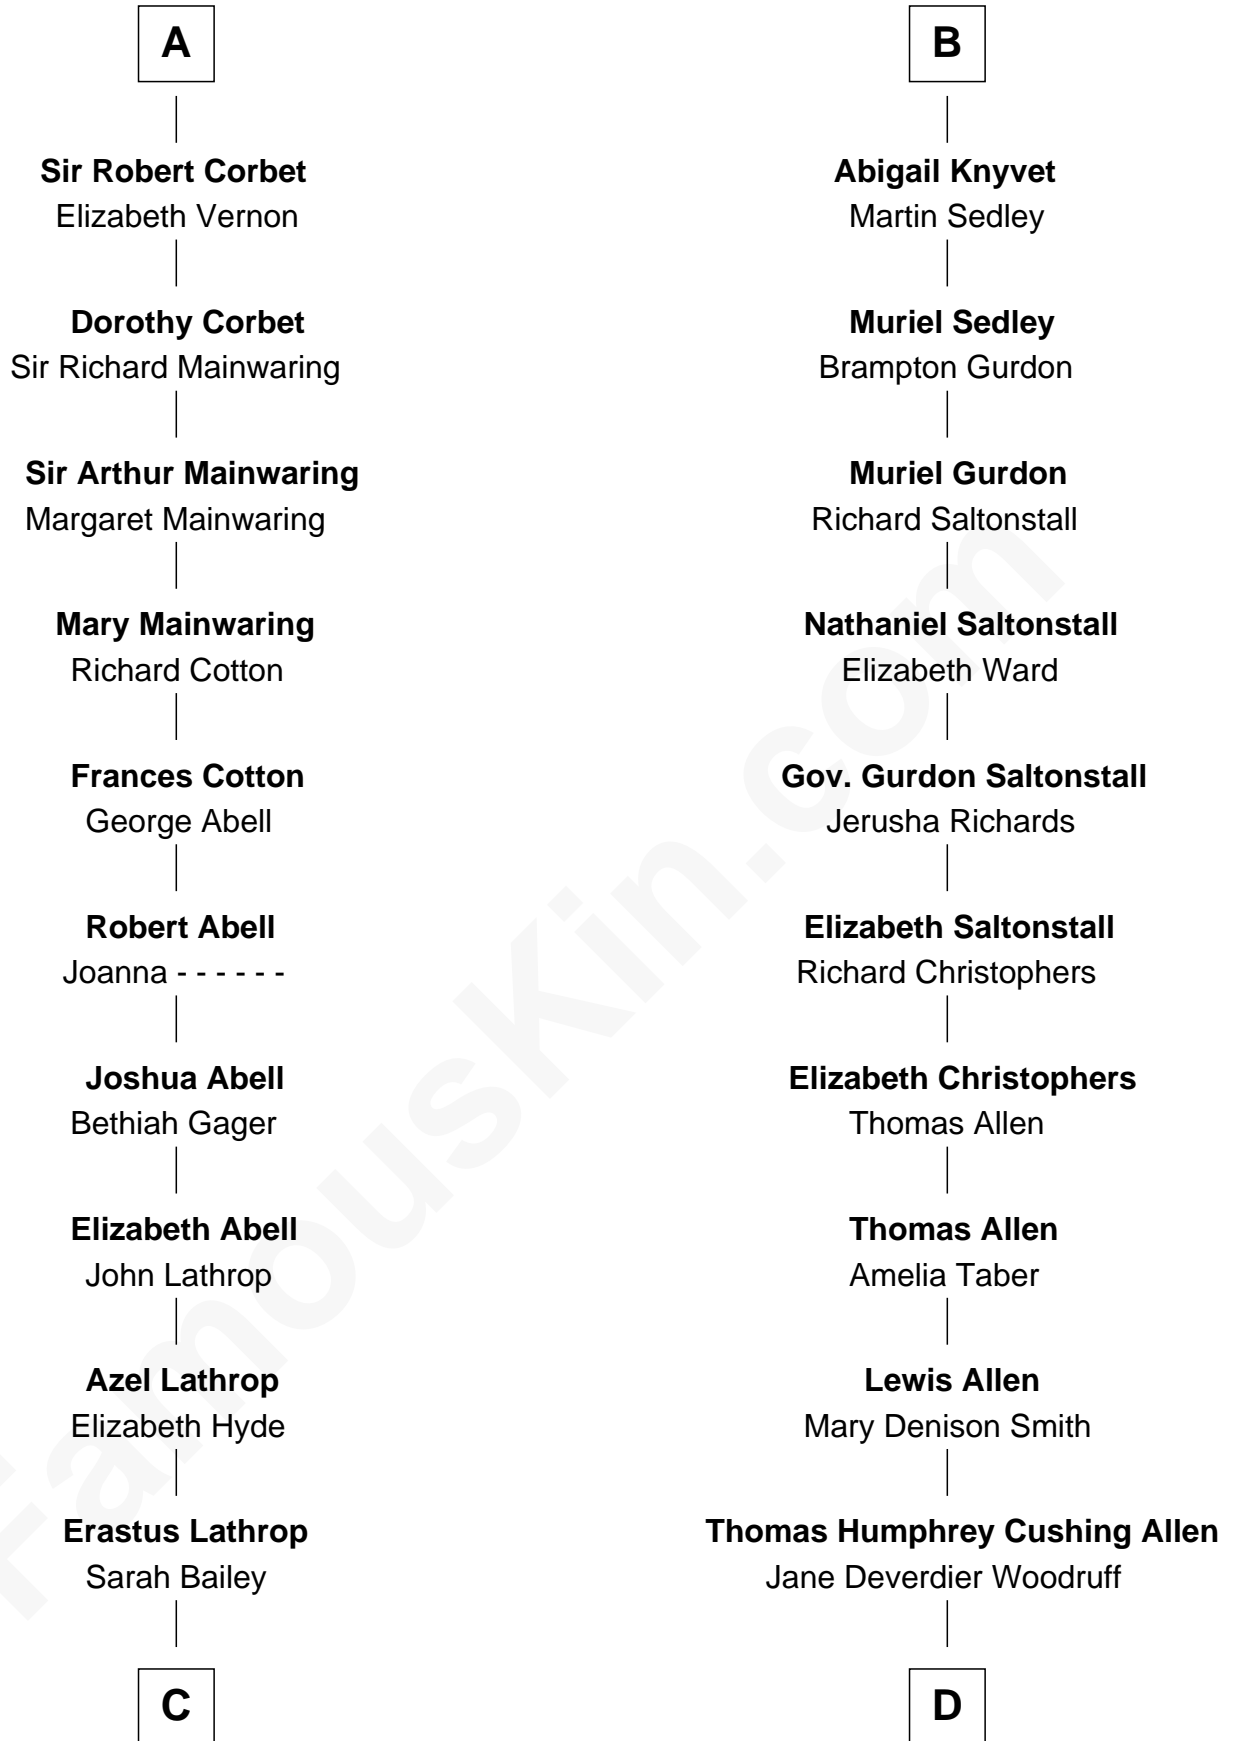 A
Sir Robert Corbet
Elizabeth Vernon
Dorothy Corbet
Sir Richard Mainwaring
Sir Arthur Mainwaring
Margaret Mainwaring
Mary Mainwaring
Richard Cotton
Frances Cotton
George Abell
Robert Abell
Joanna - - - - - -
Joshua Abell
Bethiah Gager
Elizabeth Abell
John Lathrop
Azel Lathrop
Elizabeth Hyde
Erastus Lathrop
Sarah Bailey
C
B
Abigail Knyvet
Martin Sedley
Muriel Sedley
Brampton Gurdon
Muriel Gurdon
Richard Saltonstall
Nathaniel Saltonstall
Elizabeth Ward
Gov. Gurdon Saltonstall
Jerusha Richards
Elizabeth Saltonstall
Richard Christophers
Elizabeth Christophers
Thomas Allen
Thomas Allen
Amelia Taber
Lewis Allen
Mary Denison Smith
Thomas Humphrey Cushing Allen
Jane Deverdier Woodruff
D
FamousKin.com